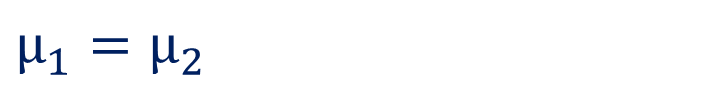 μ₁ = μ₂